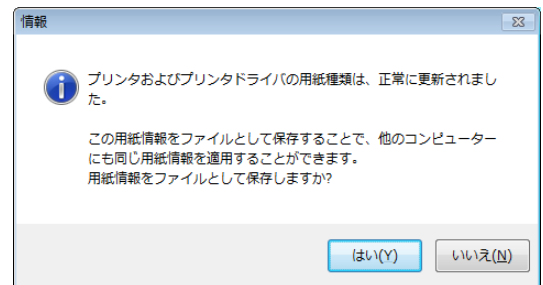 情報
プリンタおよびプリンタドライバの用紙種類は、正常に更新されまし
た。
この用紙情報をファイルとして保存することで、他のコンピューター
にも同じ用紙情報を適用することができます。
用紙情報をファイルとして保存しますか?
はい(Y) いいえ(N)